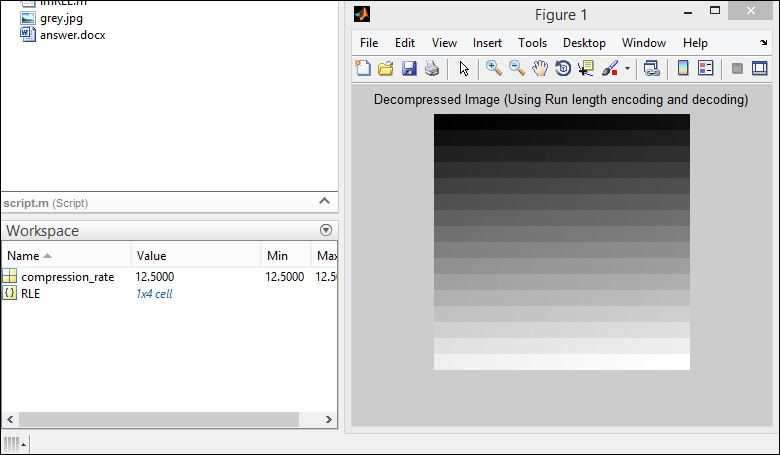 imRLE.m
grey.jpg
answer.docx
script.m (Script)
Workspace
Name Value Min Max
compression_rate 12.5000 12.5000 12.5
RLE 1x4 cell
Figure 1
File Edit View Insert Tools Desktop Window Help
Decompressed Image (Using Run length encoding and decoding)